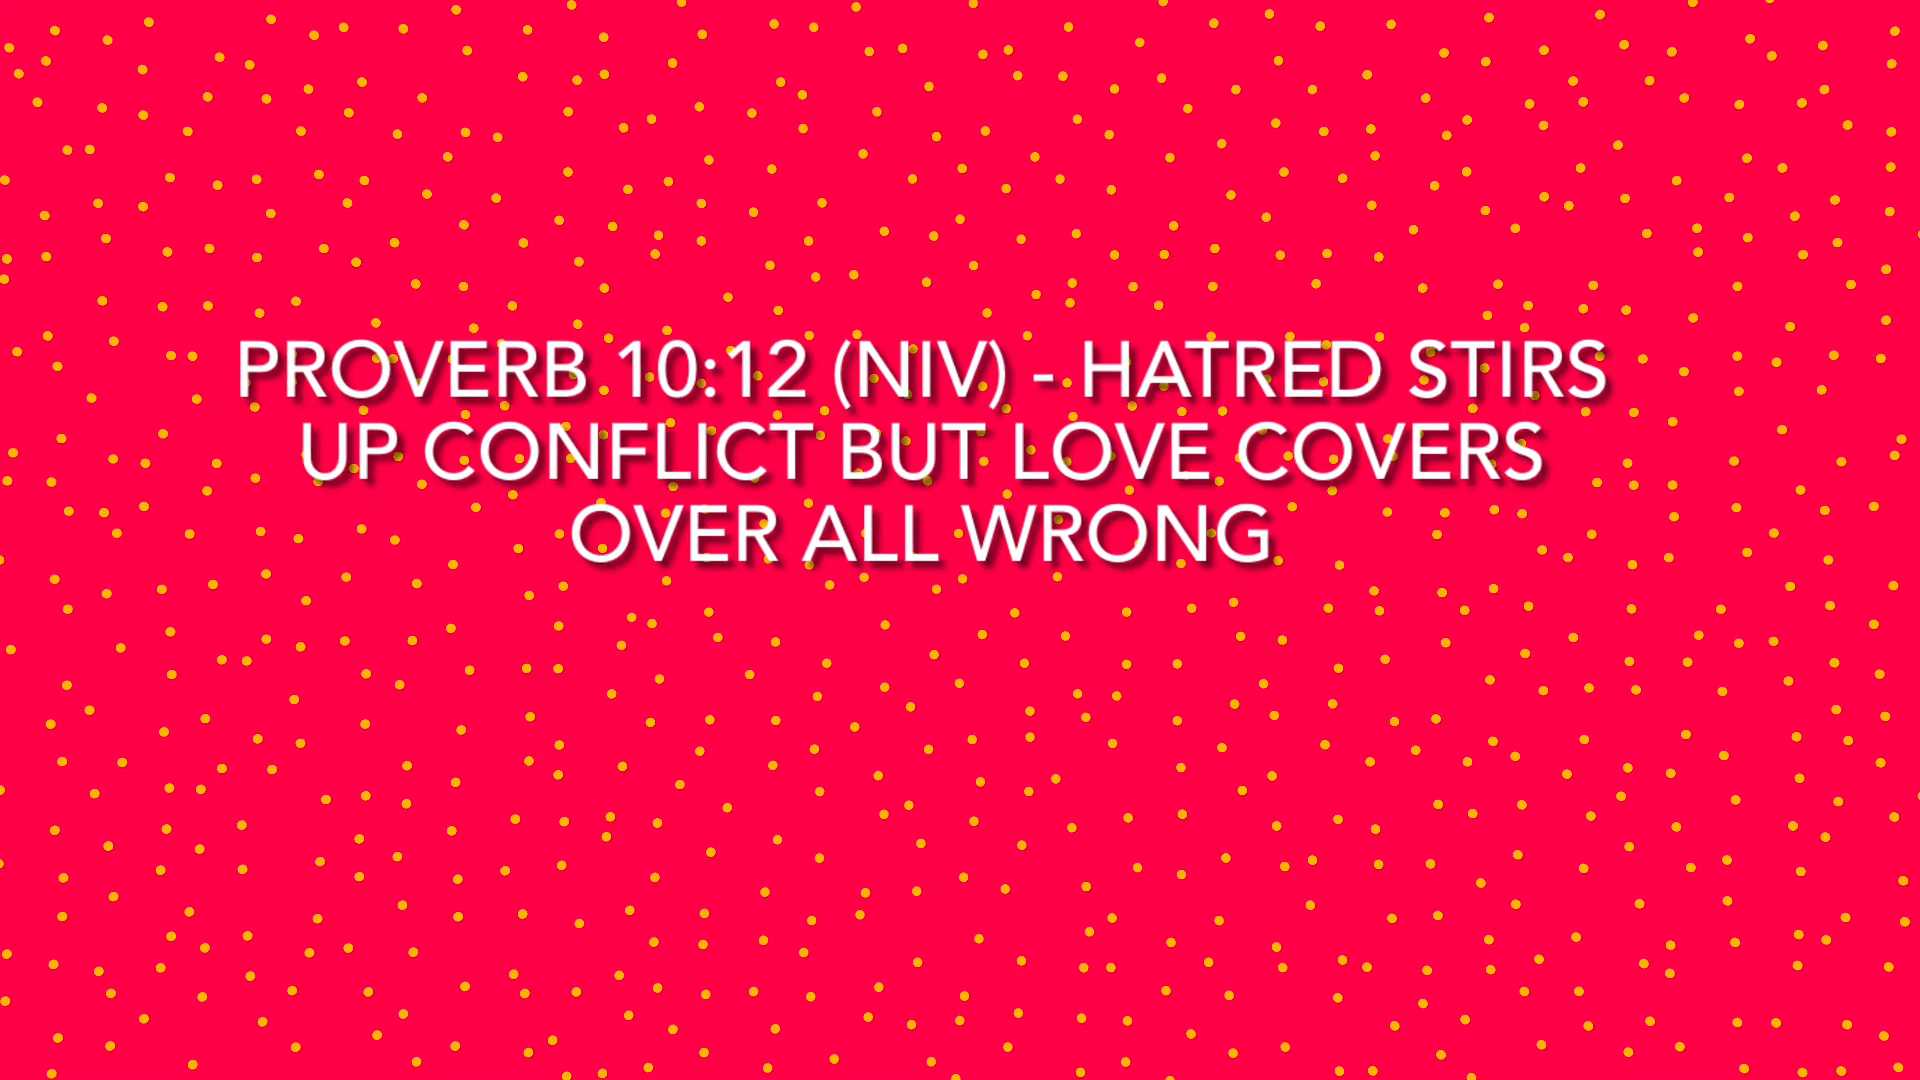 PROVERB 10:12 (NIV) - HATRED STIRS
UP CONFLICT BUT LOVE COVERS
OVER ALL WRONG